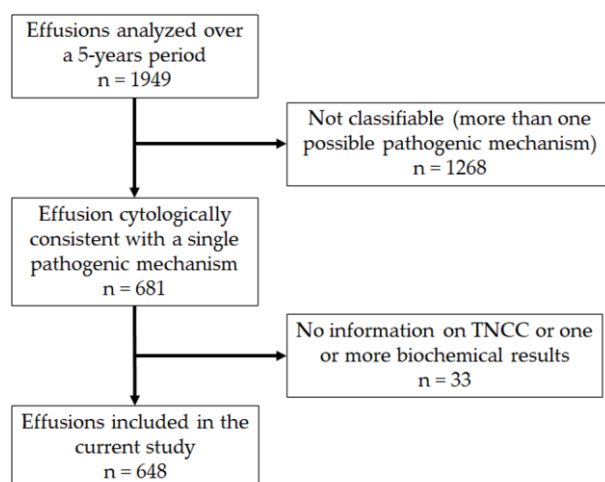 Effusions analyzed over
a 5-years period
n = 1949
Not classifiable (more than one
possible pathogenic mechanism)
n = 1268
Effusion cytologically
consistent with a single
pathogenic mechanism
n = 681
No information on TNCC or one
or more biochemical results
n = 33
Effusions included in the
current study
n = 648